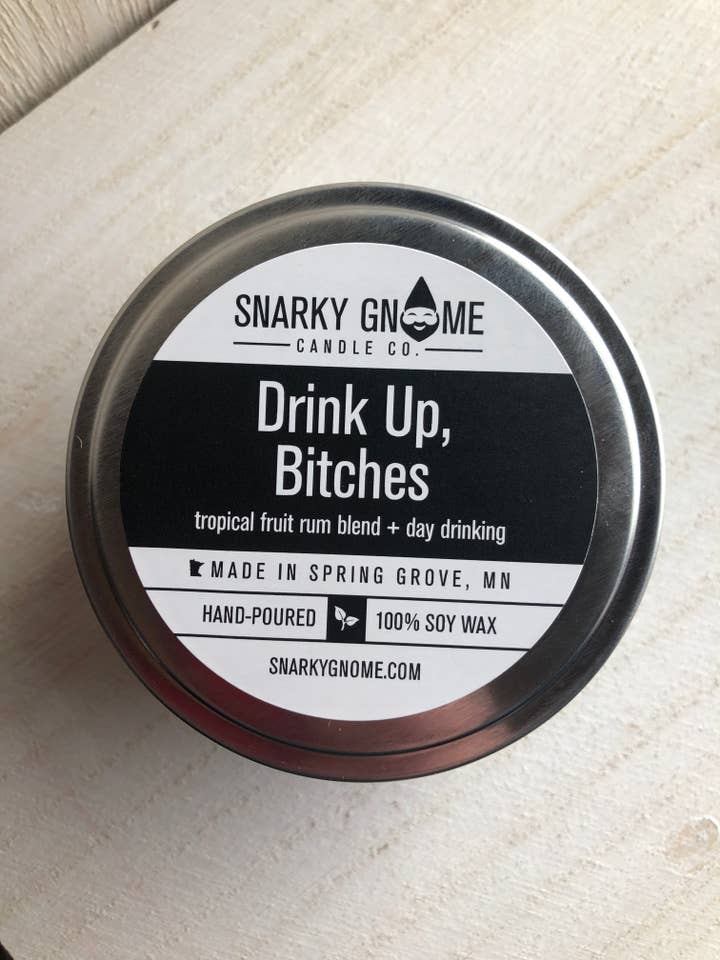 SNARKY GNOME
CANDLE CO.
Drink Up,
Bitches
tropical fruit rum blend + day drinking
MADE IN SPRING GROVE, MN
HAND-POURED 100% SOY WAX
SNARKYGNOME.COM